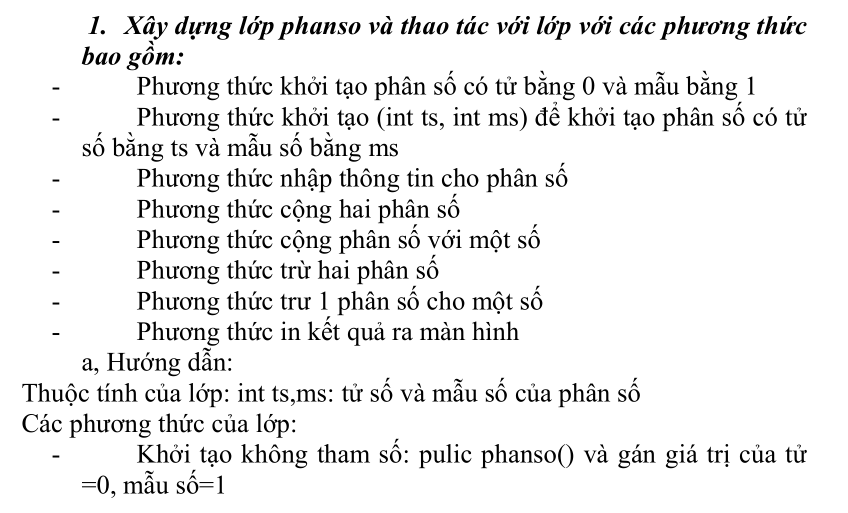 1. Xây dựng lớp phanso và thao tác với lớp với các phương thức
bao gồm:
- Phương thức khởi tạo phân số có tử bằng 0 và mẫu bằng 1
- Phương thức khởi tạo (int ts, int ms) để khởi tạo phân số có tử
số bằng ts và mẫu số bằng ms
- Phương thức nhập thông tin cho phân số
- Phương thức cộng hai phân số
- Phương thức cộng phân số với một số
- Phương thức trừ hai phân số
- Phương thức trư 1 phân số cho một số
- Phương thức in kết quả ra màn hình
a, Hướng dẫn:
Thuộc tính của lớp: int ts,ms: tử số và mẫu số của phân số
Các phương thức của lớp:
- Khởi tạo không tham số: pulic phanso() và gán giá trị của tử
=0, mẫu số=1